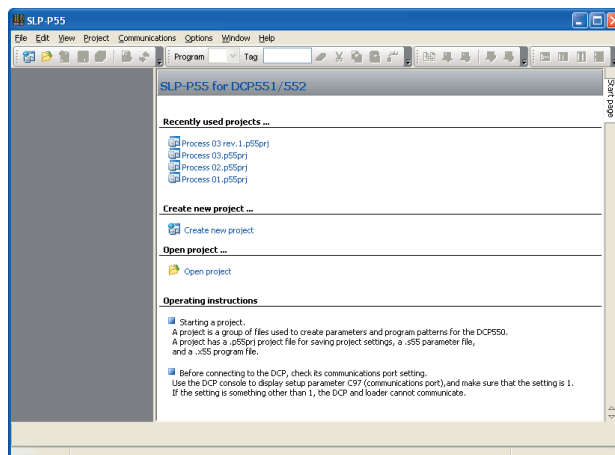 SLP-P55
File Edit View Project Communications Options Window Help
Program Tag
SLP-P55 for DCP551/552
Start page
Recently used projects ...
Process 03 rev.1.p55prj
Process 03.p55prj
Process 02.p55prj
Process 01.p55prj
Create new project ...
Create new project
Open project ...
Open project
Operating instructions
Starting a project.
A project is a group of files used to create parameters and program patterns for the DCP550.
A project has a .p55prj project file for saving project settings, a .s55 parameter file,
and a .x55 program file.
Before connecting to the DCP, check its communications port setting.
Use the DCP console to display setup parameter C97 (communications port),and make sure that the setting is 1.
If the setting is something other than 1, the DCP and loader cannot communicate.